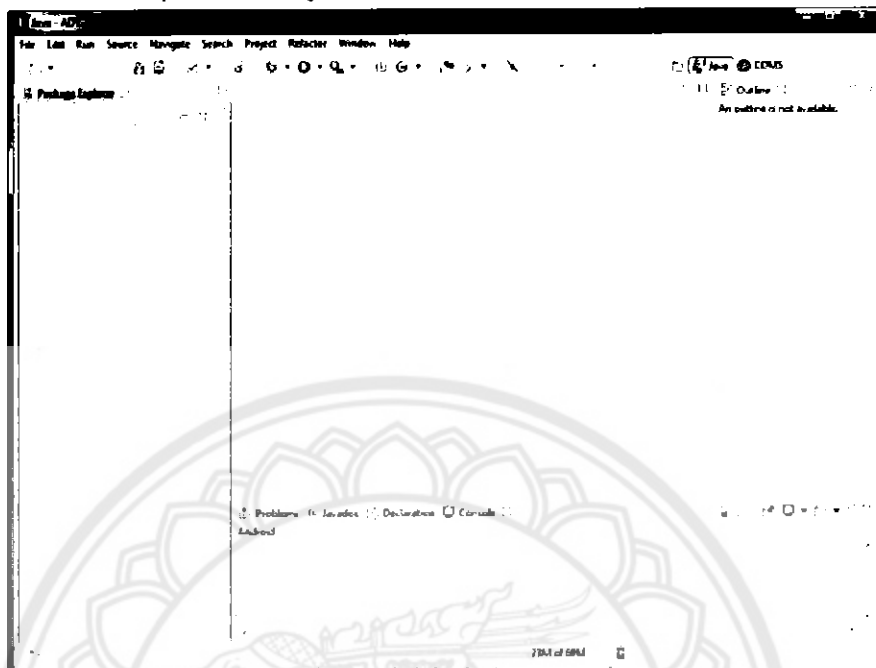 Java - ADT
File Edit Run Source Navigate Search Project Refactor Window Help
Java DDMS
Package Explorer
Outline
An outline is not available.
Problems Javadoc Declaration Console
Android